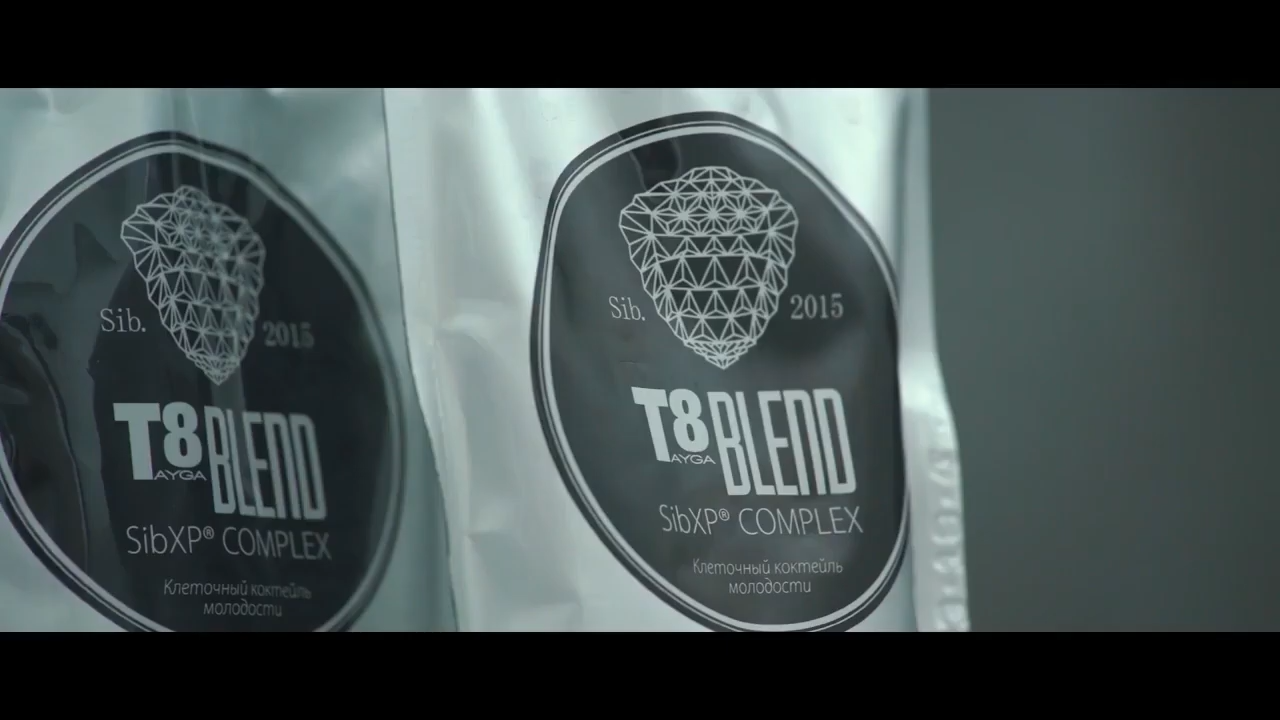 Sib. 2015
T8 BLEND
AYGA
SibXP® COMPLEX
Клеточный коктейль
молодости
Sib. 2015
T8 BLEND
AYGA
SibXP® COMPLEX
Клеточный коктейль
молодости